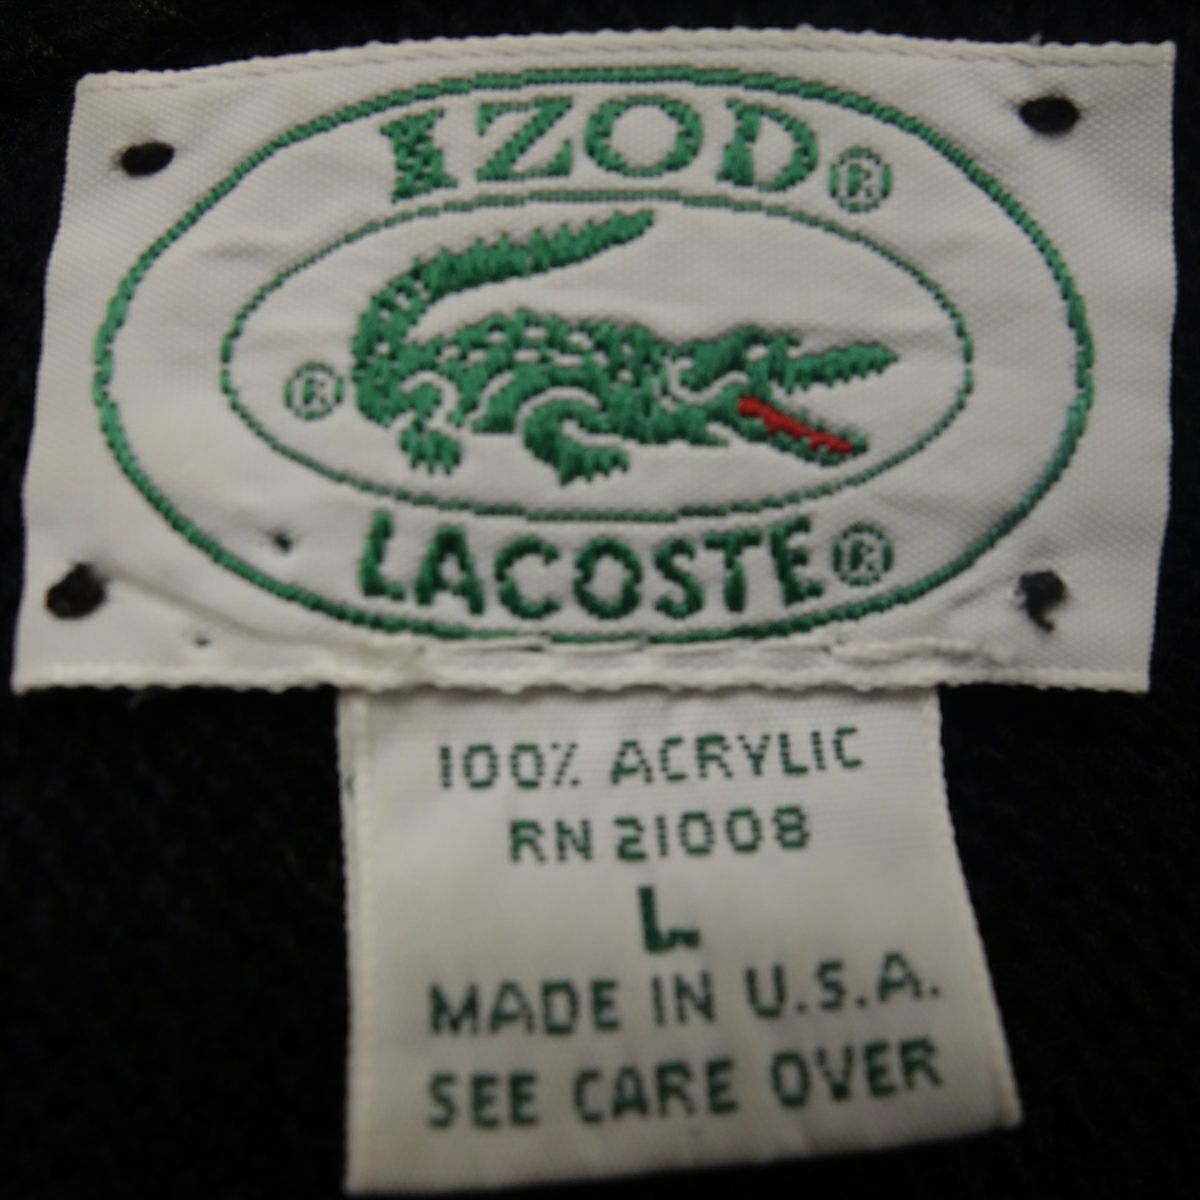 IZOD®
®
LACOSTE®
100% ACRYLIC
RN 21008
L
MADE IN U.S.A.
SEE CARE OVER